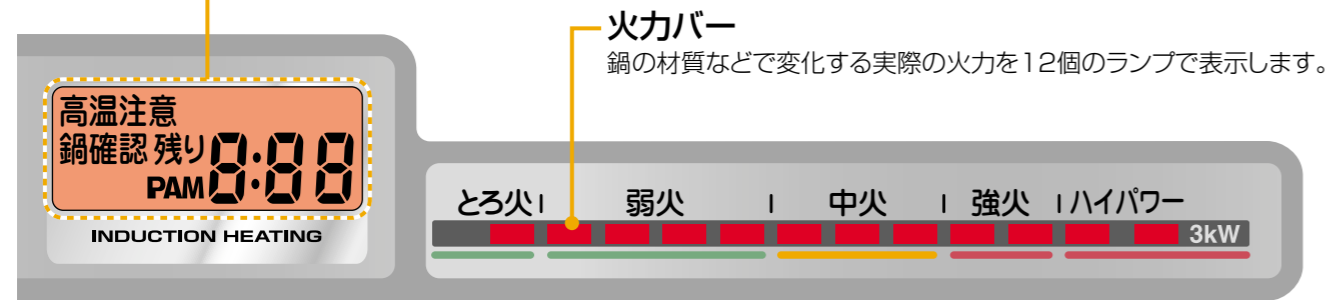 火力バー
鍋の材質などで変化する実際の火力を12個のランプで表示します。
高温注意
鍋確認 残り 8:88
PAM
INDUCTION HEATING
とろ火 弱火 中火 強火 ハイパワー
3kW